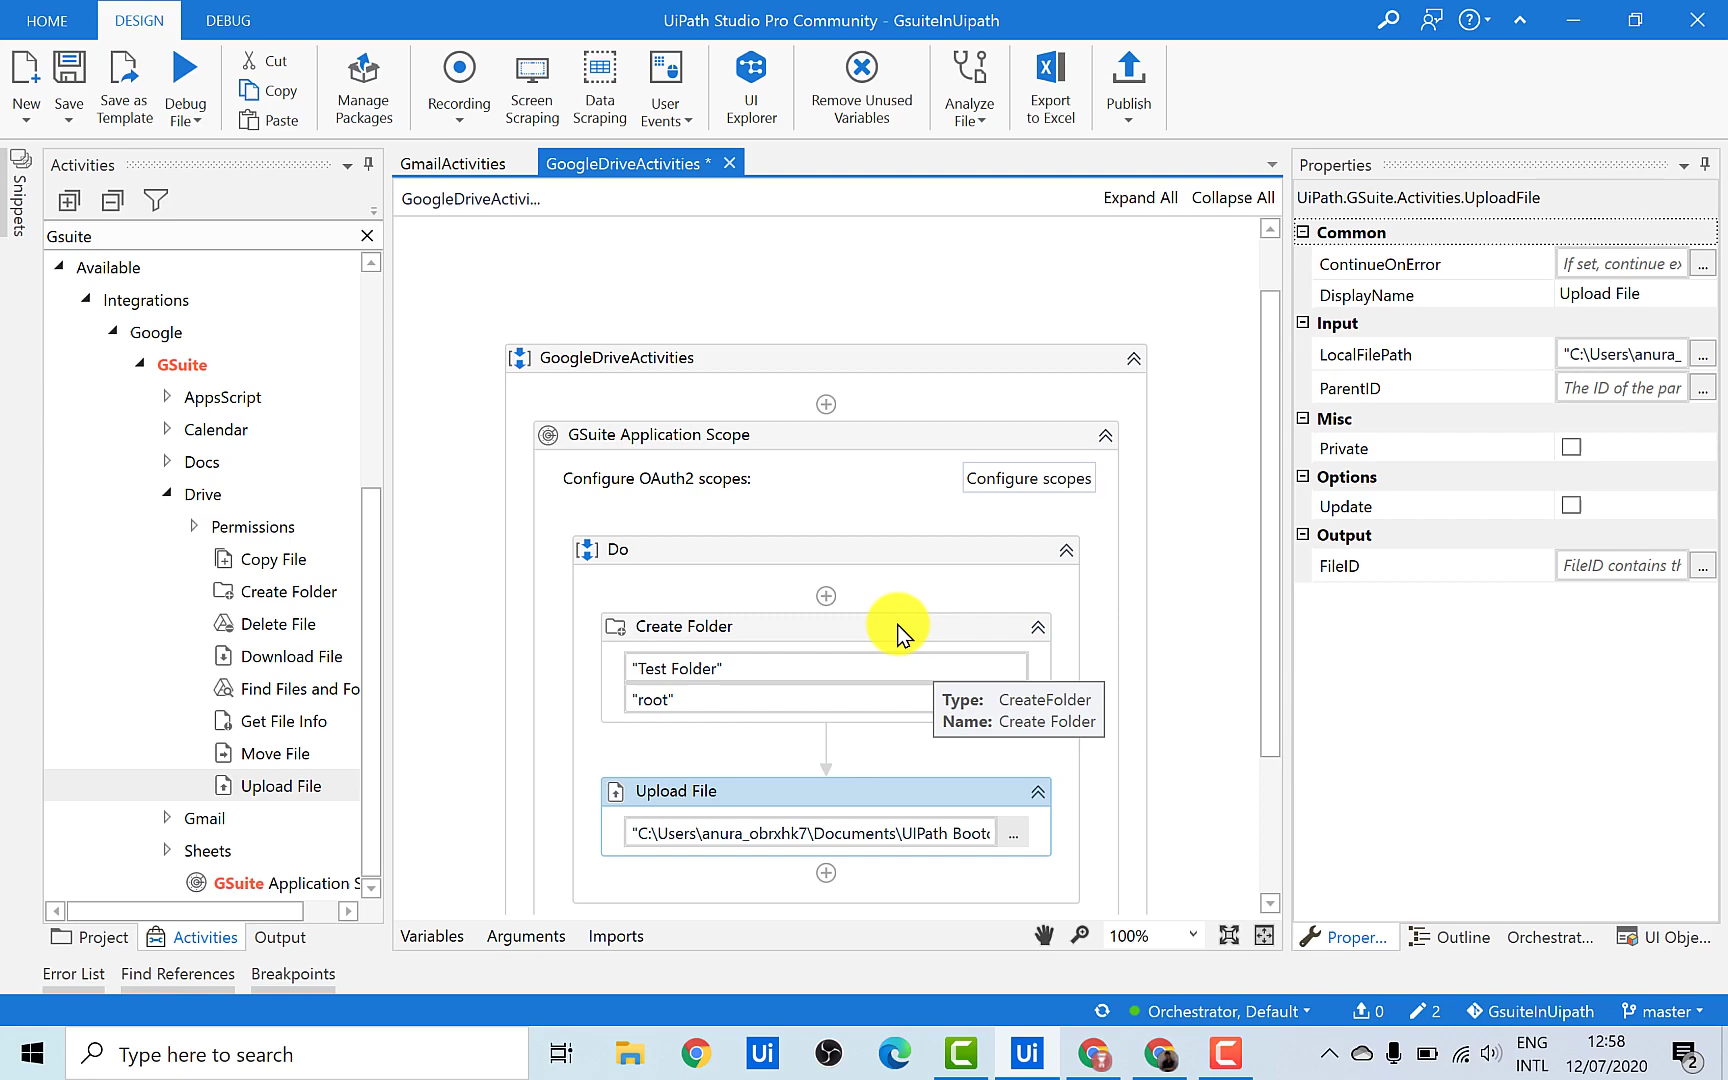 HOME
DESIGN
DEBUG
UiPath Studio Pro Community - GsuiteInUipath
New
Save
Save as
Template
Debug
File
Cut
Copy
Paste
Manage
Packages
Recording
Screen
Scraping
Data
Scraping
User
Events
UI
Explorer
Remove Unused
Variables
Analyze
File
Export
to Excel
Publish
Snippets
Activities
Gsuite
Available
Integrations
Google
GSuite
AppsScript
Calendar
Docs
Drive
Permissions
Copy File
Create Folder
Delete File
Download File
Find Files and Fo
Get File Info
Move File
Upload File
Gmail
Sheets
GSuite Application S
Project
Activities
Output
GmailActivities
GoogleDriveActivities *
GoogleDriveActivi...
Expand All
Collapse All
GoogleDriveActivities
GSuite Application Scope
Configure OAuth2 scopes:
Configure scopes
Do
Create Folder
"Test Folder"
"root"
Type: CreateFolder
Name: Create Folder
Upload File
"C:\Users\anura_obrxhk7\Documents\UIPath Bootc
...
Variables
Arguments
Imports
100%
Properties
UiPath.GSuite.Activities.UploadFile
Common
ContinueOnError
If set, continue ex
...
DisplayName
Upload File
Input
LocalFilePath
"C:\Users\anura_
...
ParentID
The ID of the par
...
Misc
Private
Options
Update
Output
FileID
FileID contains th
...
Proper...
Outline
Orchestrat...
UI Obje...
Error List
Find References
Breakpoints
Orchestrator, Default
0
2
GsuiteInUipath
master
Type here to search
Ui
Ui
ENG
INTL
12:58
12/07/2020
2